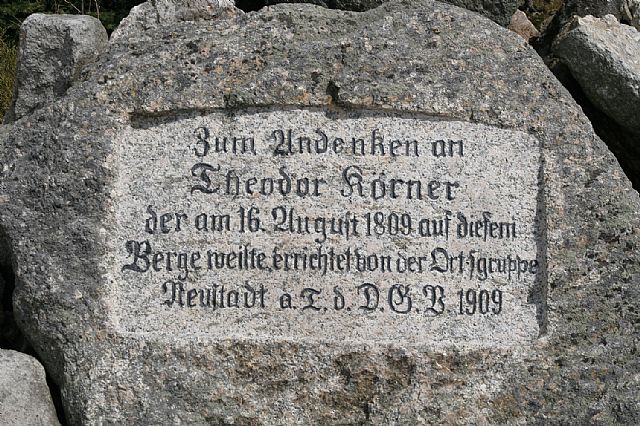 Zum Andenken an
Theodor Körner
der am 16. August 1809 auf diesem
Berge weilte, errichtet von der Ortsgruppe
Neustadt a. T. d. D. G. V. 1909